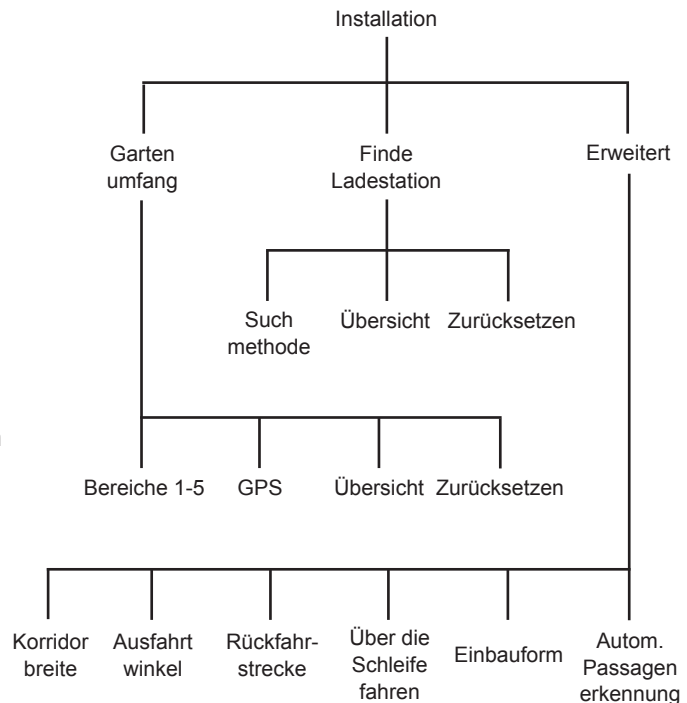 Installation
Garten
umfang
Finde
Ladestation
Erweitert
Such
methode
Übersicht
Zurücksetzen
Bereiche 1-5
GPS
Übersicht
Zurücksetzen
Korridor
breite
Ausfahrt
winkel
Rückfahr-
strecke
Über die
Schleife
fahren
Einbauform
Autom.
Passagen
erkennung